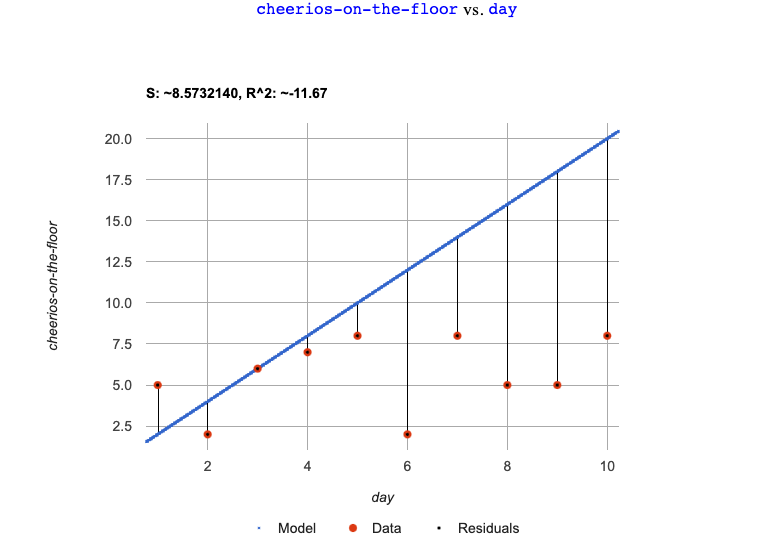 cheerios-on-the-floor vs. day
S: ~8.5732140, R^2: ~-11.67
20.0
17.5
15.0
12.5
10.0
7.5
5.0
2.5
cheerios-on-the-floor
2 4 6 8 10
day
Model Data Residuals